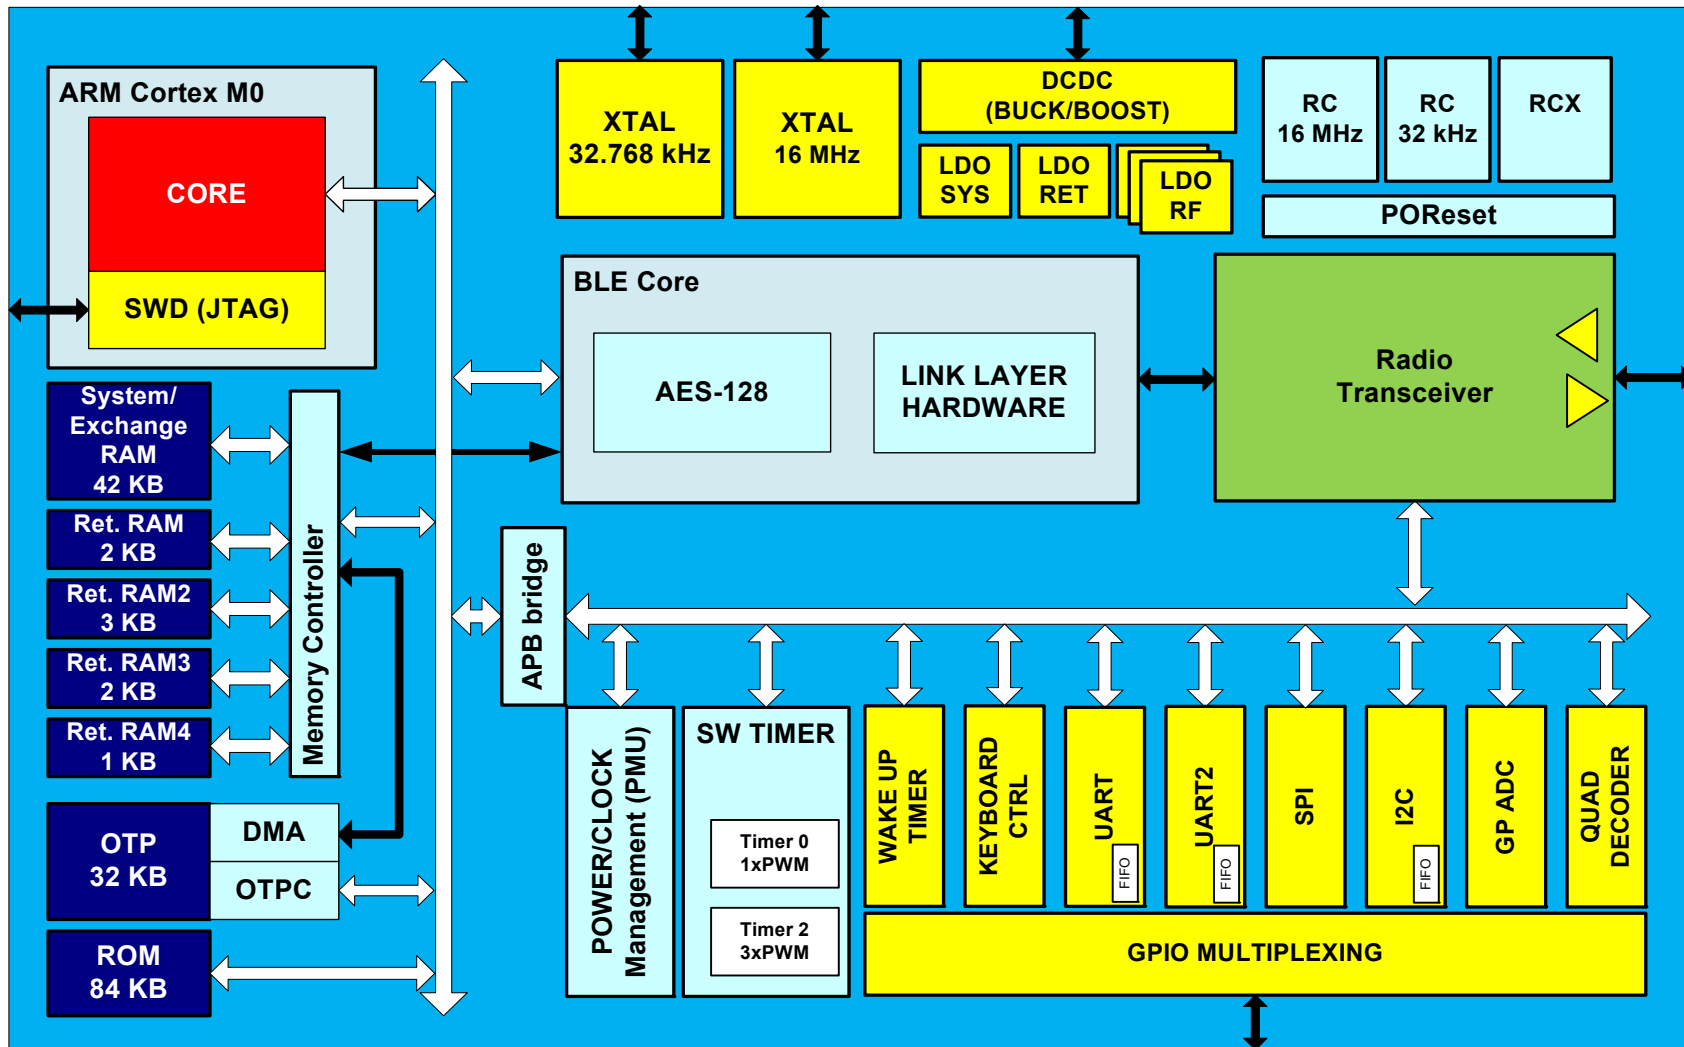 ARM Cortex M0
CORE
SWD (JTAG)
XTAL
32.768 kHz
XTAL
16 MHz
DCDC
(BUCK/BOOST)
LDO
SYS
LDO
RET
LDO
RF
RC
16 MHz
RC
32 kHz
RCX
POReset
BLE Core
AES-128
LINK LAYER
HARDWARE
Radio
Transceiver
System/
Exchange
RAM
42 KB
Ret. RAM
2 KB
Ret. RAM2
3 KB
Ret. RAM3
2 KB
Ret. RAM4
1 KB
Memory Controller
OTP
32 KB
DMA
OTPC
ROM
84 KB
APB bridge
POWER/CLOCK
Management (PMU)
SW TIMER
Timer 0
1xPWM
Timer 2
3xPWM
WAKE UP
TIMER
KEYBOARD
CTRL
UART
FIFO
UART2
FIFO
SPI
I2C
FIFO
GP ADC
QUAD
DECODER
GPIO MULTIPLEXING